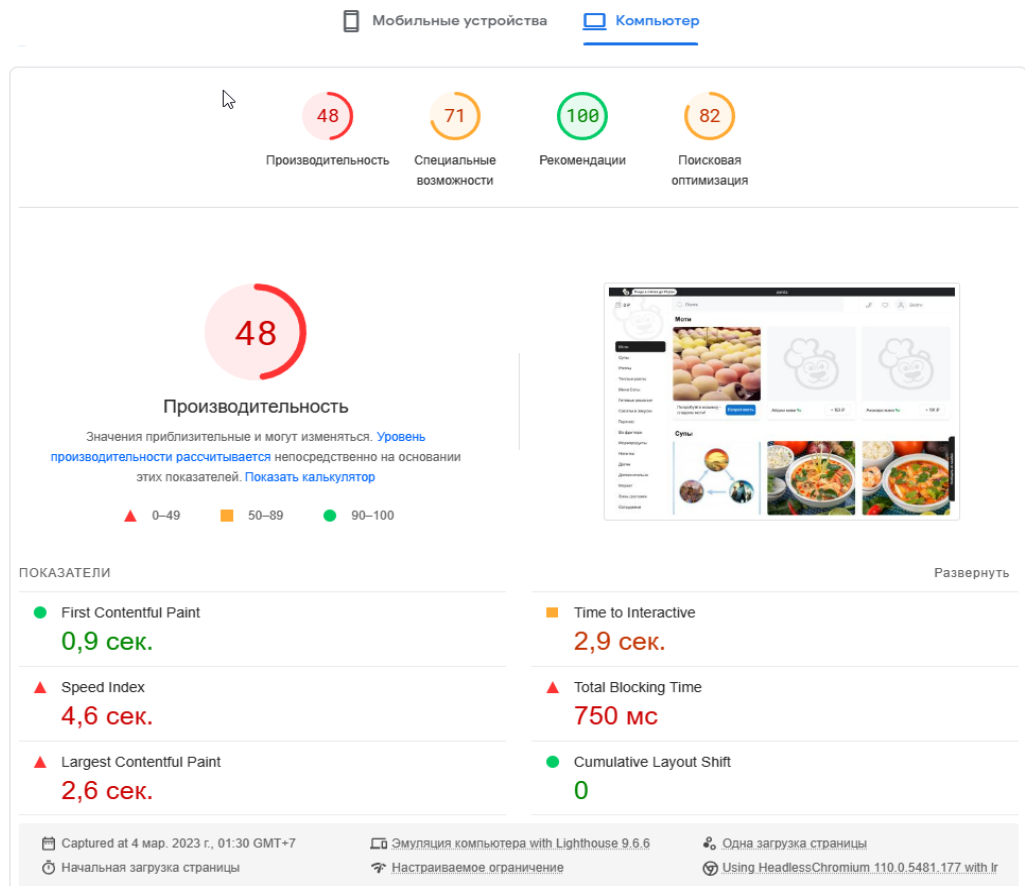 Мобильные устройства
Компьютер
48
71
100
82
Производительность
Специальные
возможности
Рекомендации
Поисковая
оптимизация
48
Производительность
Значения приблизительные и могут изменяться. Уровень
производительности рассчитывается непосредственно на основании
этих показателей. Показать калькулятор
0–49
50–89
90–100
Моти
Супы
ПОКАЗАТЕЛИ
Развернуть
First Contentful Paint
0,9 сек.
Time to Interactive
2,9 сек.
Speed Index
4,6 сек.
Total Blocking Time
750 мс
Largest Contentful Paint
2,6 сек.
Cumulative Layout Shift
0
Captured at 4 мар. 2023 г., 01:30 GMT+7
Эмуляция компьютера with Lighthouse 9.6.6
Одна загрузка страницы
Начальная загрузка страницы
Настраиваемое ограничение
Using HeadlessChromium 110.0.5481.177 with lr